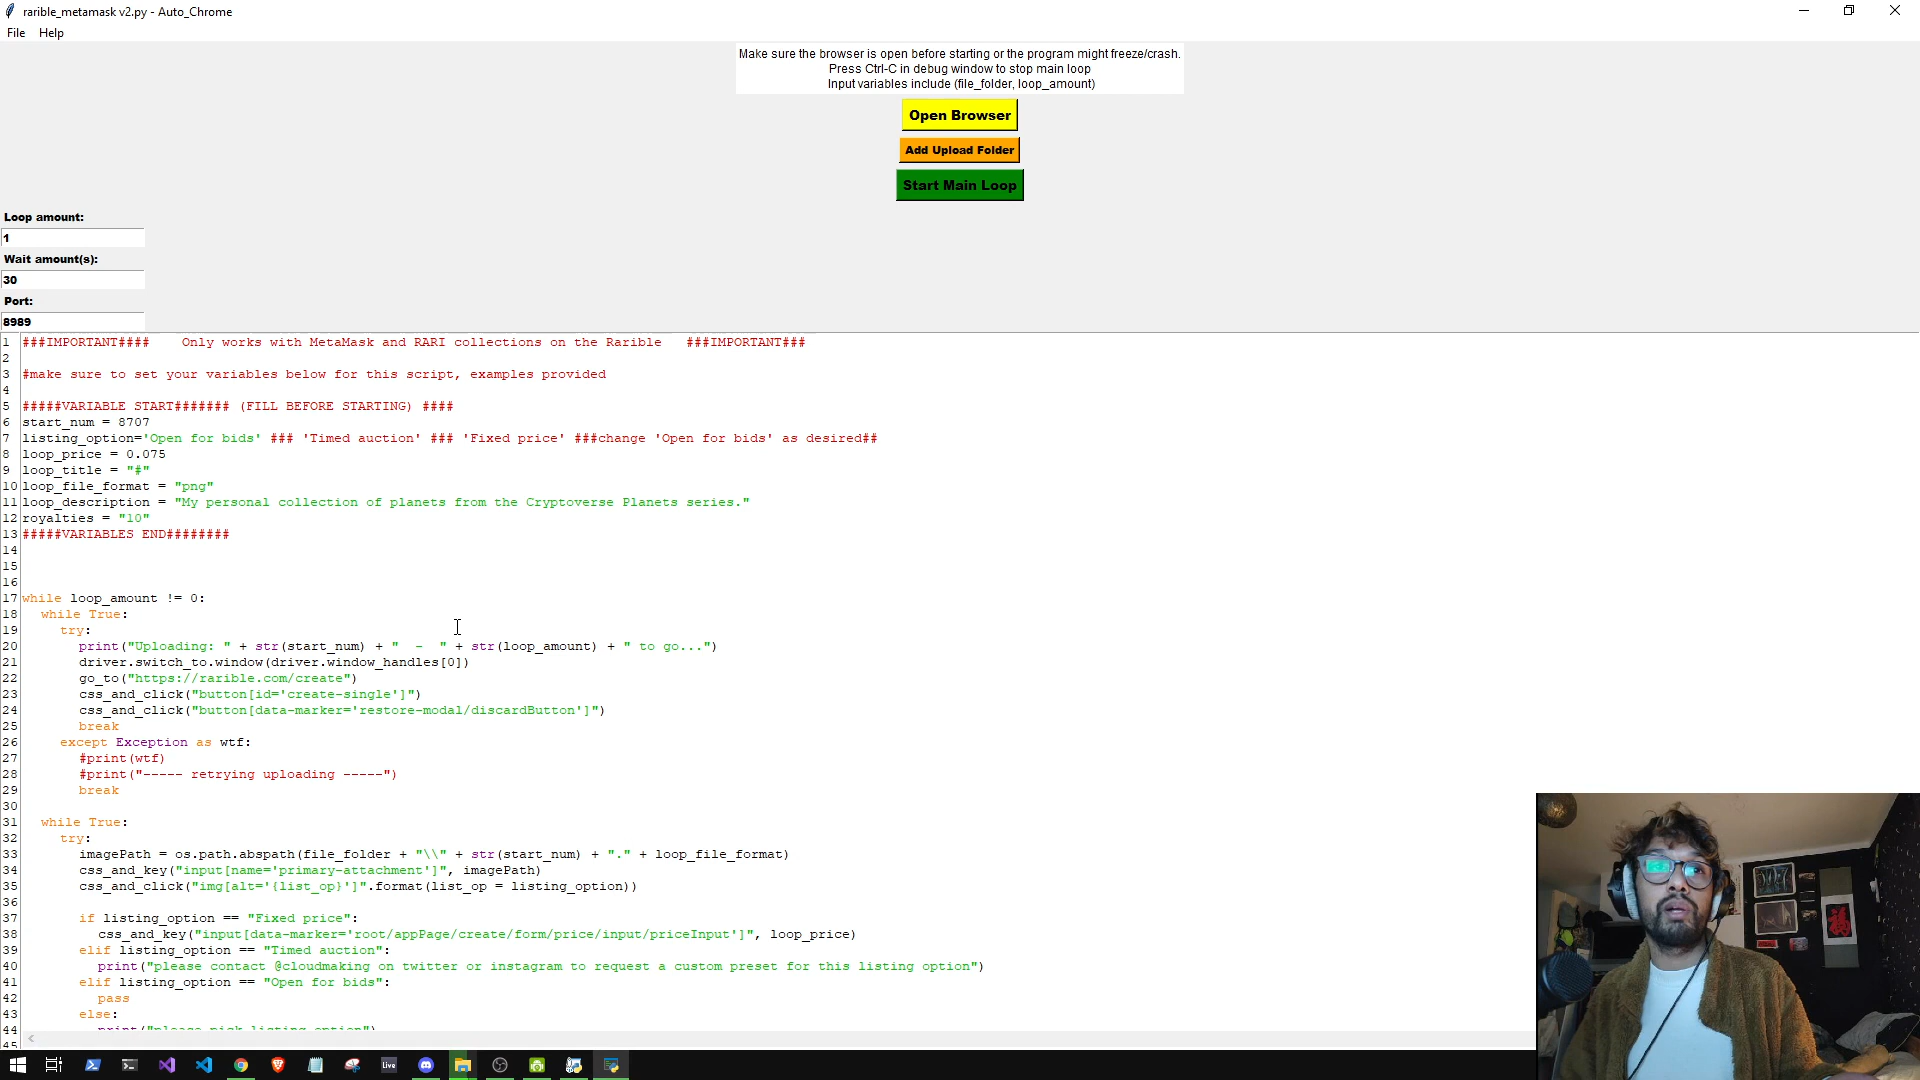 rarible_metamask v2.py - Auto_Chrome
File Help
Make sure the browser is open before starting or the program might freeze/crash.
Press Ctrl-C in debug window to stop main loop
Input variables include (file_folder, loop_amount)
Open Browser
Add Upload Folder
Start Main Loop
Loop amount:
1
Wait amount(s):
30
Port:
8989
1 ###IMPORTANT#### Only works with MetaMask and RARI collections on the Rarible ###IMPORTANT###
2
3 #make sure to set your variables below for this script, examples provided
4
5 #####VARIABLE START####### (FILL BEFORE STARTING) ####
6 start_num = 8707
7 listing_option='Open for bids' ### 'Timed auction' ### 'Fixed price' ###change 'Open for bids' as desired##
8 loop_price = 0.075
9 loop_title = "#"
10 loop_file_format = "png"
11 loop_description = "My personal collection of planets from the Cryptoverse Planets series."
12 royalties = "10"
13 #####VARIABLES END########
14
15
16
17 while loop_amount != 0:
18 while True:
19 try:
20 print("Uploading: " + str(start_num) + " - " + str(loop_amount) + " to go...")
21 driver.switch_to.window(driver.window_handles[0])
22 go_to("https://rarible.com/create")
23 css_and_click("button[id='create-single']")
24 css_and_click("button[data-marker='restore-modal/discardButton']")
25 break
26 except Exception as wtf:
27 #print(wtf)
28 #print("----- retrying uploading -----")
29 break
30
31 while True:
32 try:
33 imagePath = os.path.abspath(file_folder + "\\" + str(start_num) + "." + loop_file_format)
34 css_and_key("input[name='primary-attachment']", imagePath)
35 css_and_click("img[alt='{list_op}']".format(list_op = listing_option))
36
37 if listing_option == "Fixed price":
38 css_and_key("input[data-marker='root/appPage/create/form/price/input/priceInput']", loop_price)
39 elif listing_option == "Timed auction":
40 print("please contact @cloudmaking on twitter or instagram to request a custom preset for this listing option")
41 elif listing_option == "Open for bids":
42 pass
43 else:
44 print("please pick listing option")
45
Live